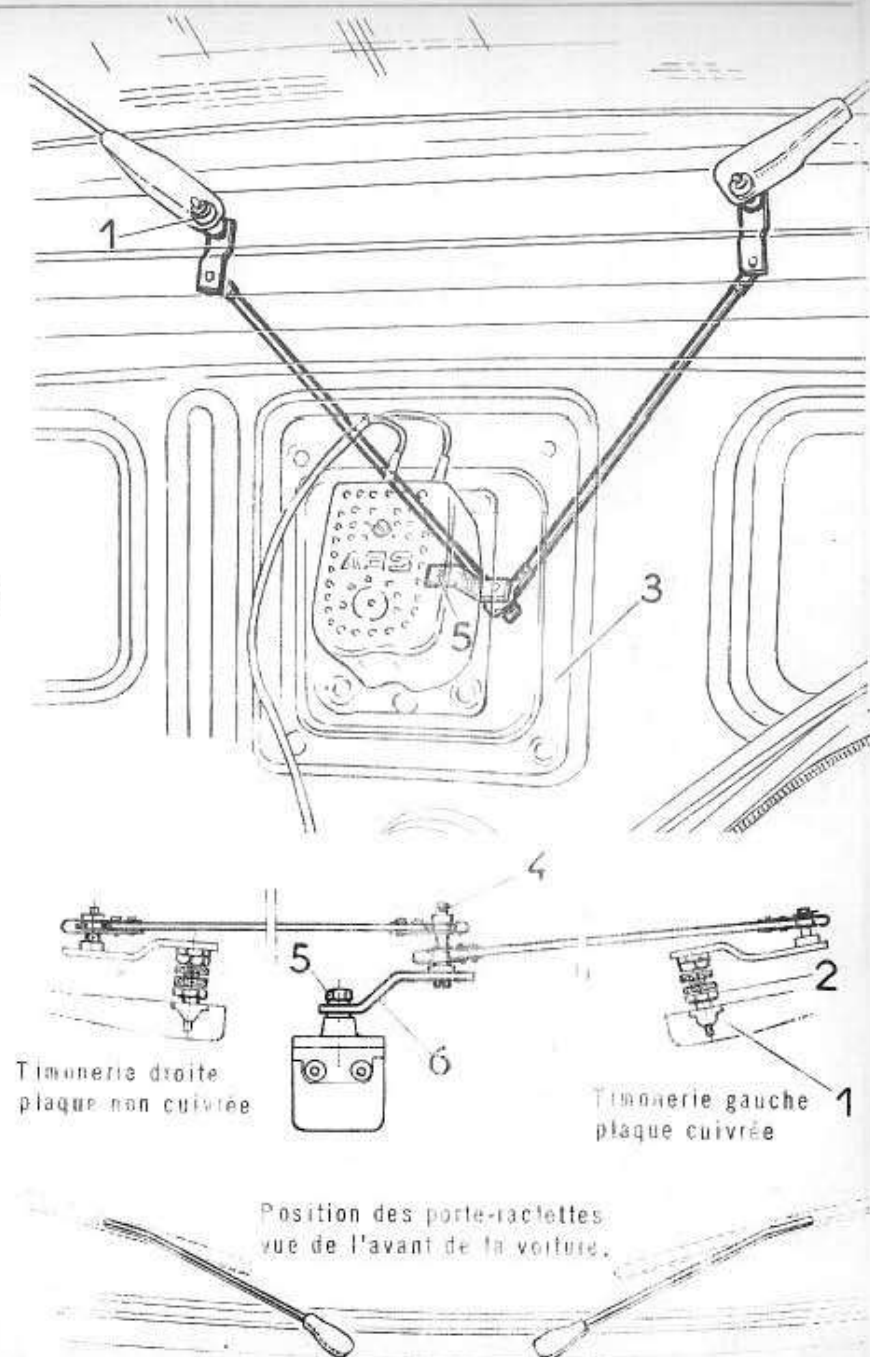 1
3
5
4
5
2
6
Timonerie droite
plaque non cuivrée
Timonerie gauche
plaque cuivrée
1
Position des porte-raclettes
vue de l'avant de la voiture.